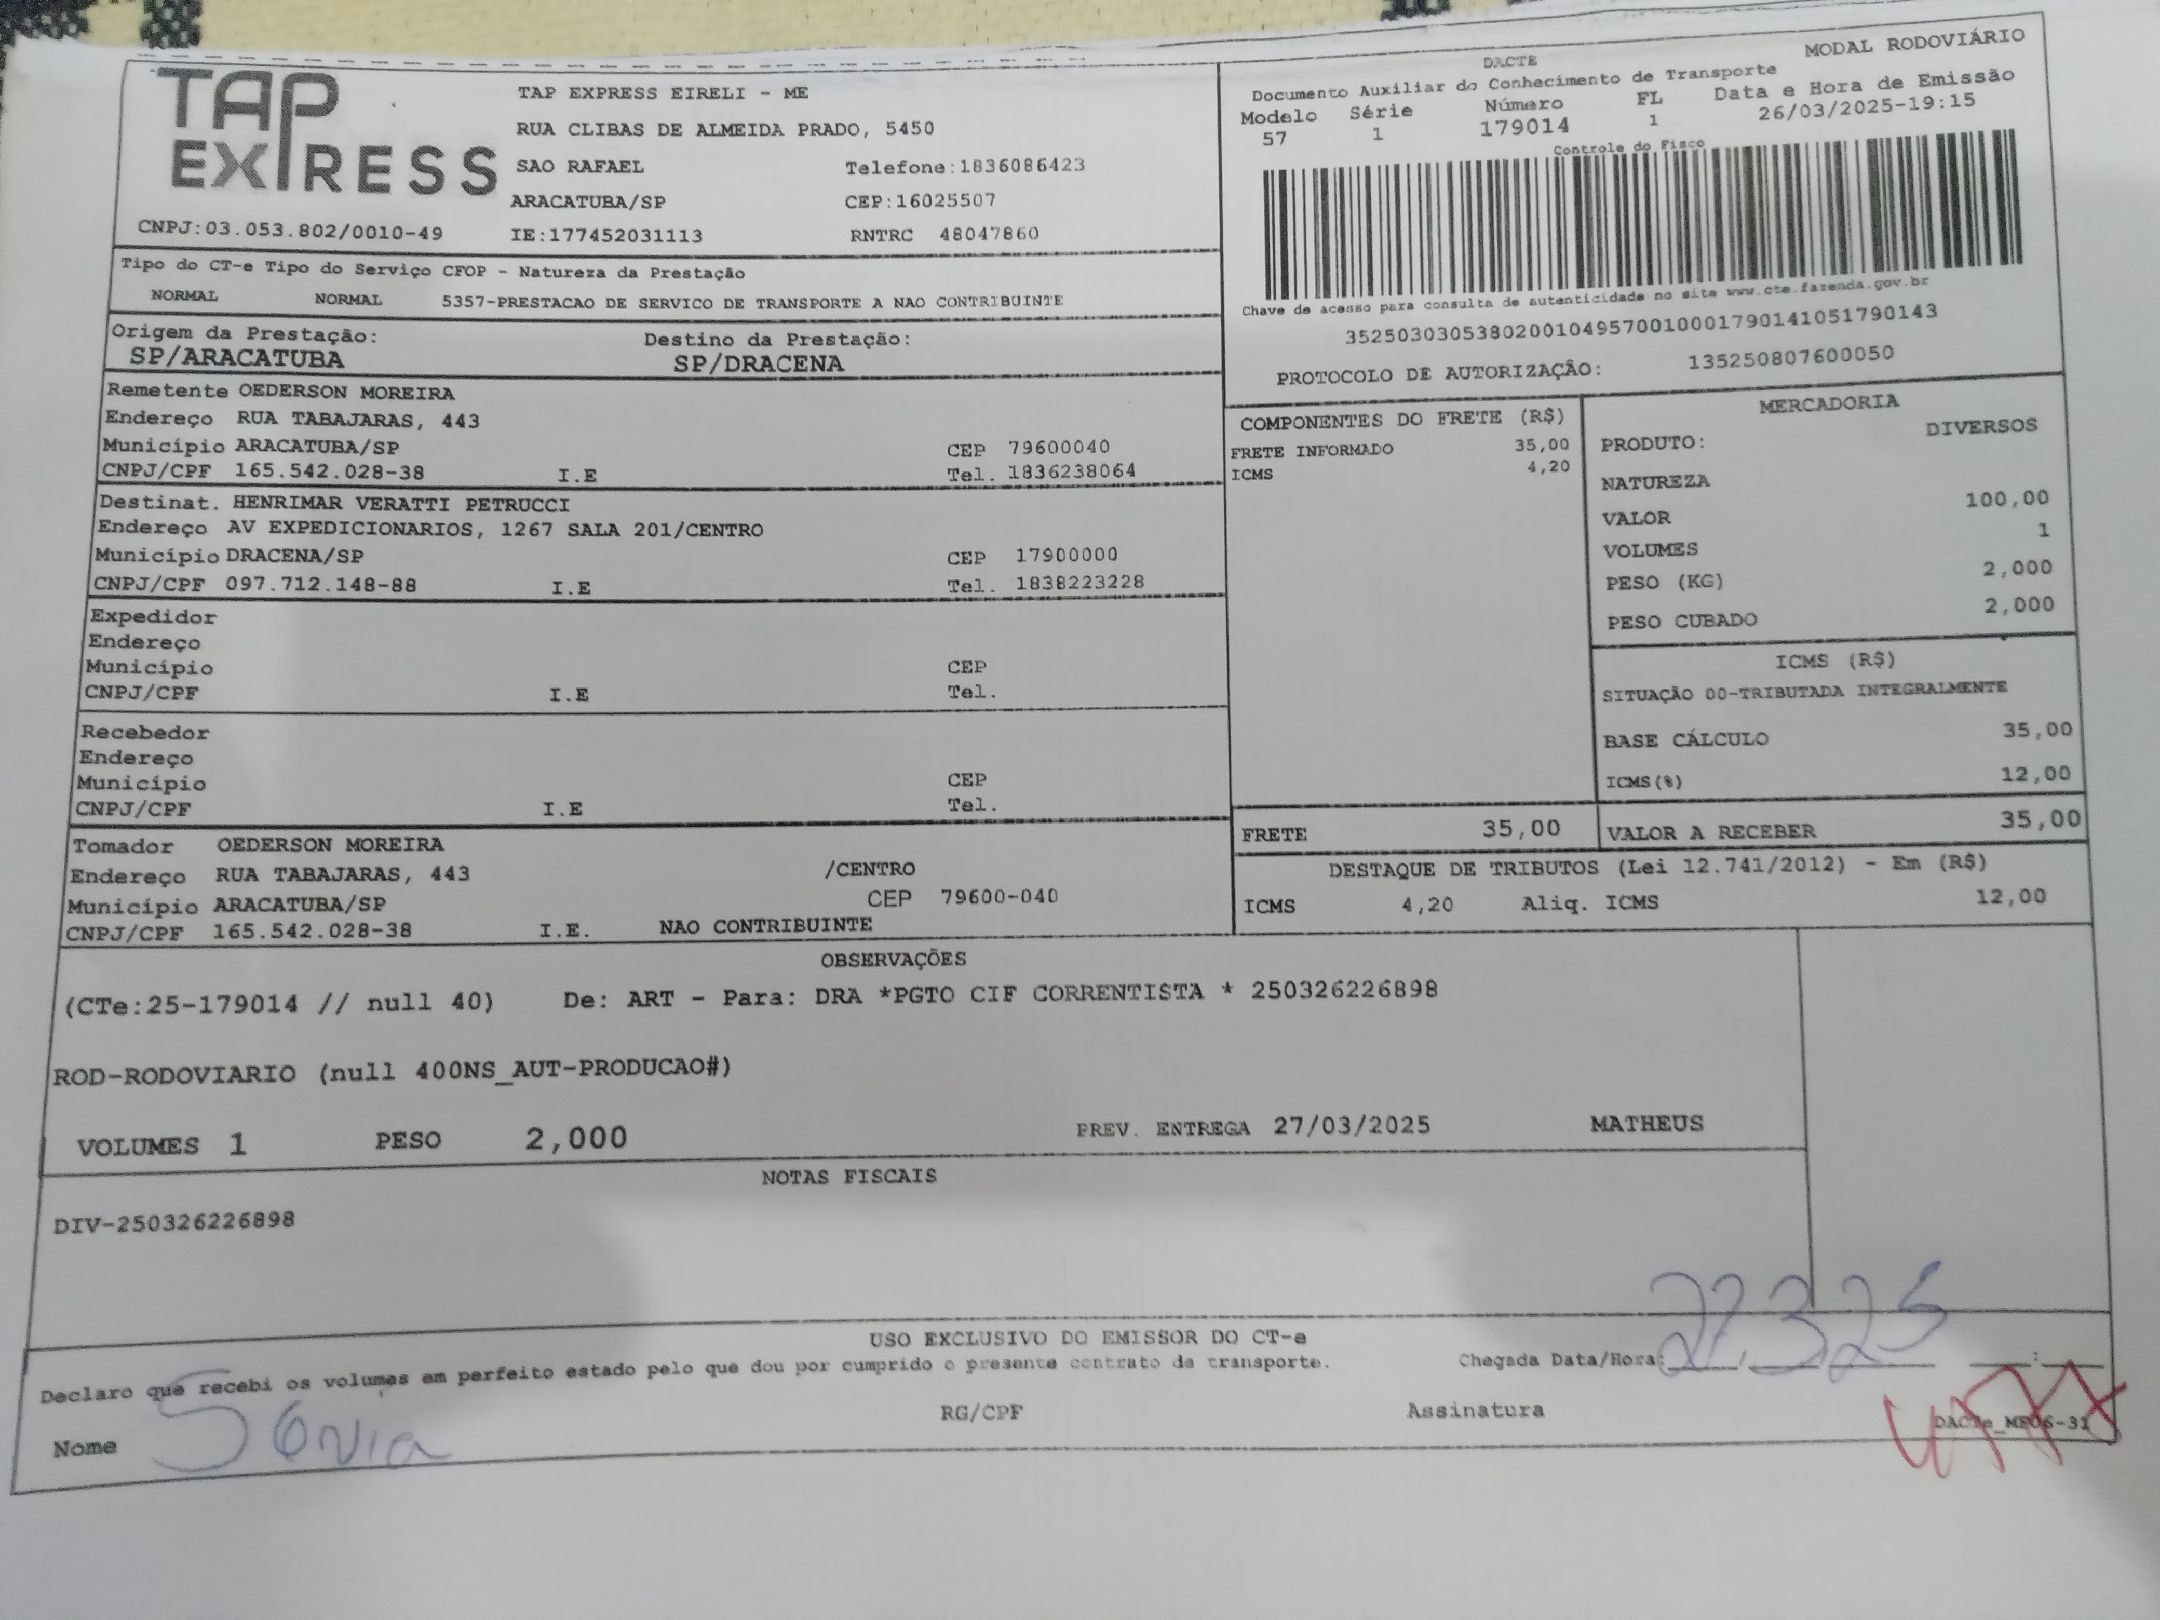 TAP EXPRESS
TAP EXPRESS EIRELI - ME
RUA CLIBAS DE ALMEIDA PRADO, 5450
SAO RAFAEL Telefone:1836086423
ARACATUBA/SP CEP:16025507
CNPJ:03.053.802/0010-49 IE:177452031113 RNTRC 48047860
DACTE MODAL RODOVIÁRIO
Documento Auxiliar do Conhecimento de Transporte
Modelo Série Número FL Data e Hora de Emissão
57 1 179014 1 26/03/2025-19:15
Controle do Fisco
Chave de acesso para consulta de autenticidade no site www.cte.fazenda.gov.br
35250303053802001049570010001790141051790143
PROTOCOLO DE AUTORIZAÇÃO: 135250807600050
Tipo do CT-e Tipo do Serviço CFOP - Natureza da Prestação
NORMAL NORMAL 5357-PRESTACAO DE SERVICO DE TRANSPORTE A NAO CONTRIBUINTE
Origem da Prestação: Destino da Prestação:
SP/ARACATUBA SP/DRACENA
Remetente OEDERSON MOREIRA
Endereço RUA TABAJARAS, 443
Município ARACATUBA/SP CEP 79600040
CNPJ/CPF 165.542.028-38 I.E Tel. 1836238064
Destinat. HENRIMAR VERATTI PETRUCCI
Endereço AV EXPEDICIONARIOS, 1267 SALA 201/CENTRO
Município DRACENA/SP CEP 17900000
CNPJ/CPF 097.712.148-88 I.E Tel. 1838223228
Expedidor
Endereço
Município CEP
CNPJ/CPF I.E Tel.
Recebedor
Endereço
Município CEP
CNPJ/CPF I.E Tel.
Tomador OEDERSON MOREIRA
Endereço RUA TABAJARAS, 443 /CENTRO
Município ARACATUBA/SP CEP 79600-040
CNPJ/CPF 165.542.028-38 I.E. NAO CONTRIBUINTE
COMPONENTES DO FRETE (R$)
FRETE INFORMADO 35,00
ICMS 4,20
MERCADORIA
PRODUTO: DIVERSOS
NATUREZA
VALOR 100,00
VOLUMES 1
PESO (KG) 2,000
PESO CUBADO 2,000
ICMS (R$)
SITUAÇÃO 00-TRIBUTADA INTEGRALMENTE
BASE CÁLCULO 35,00
ICMS(%) 12,00
FRETE 35,00 VALOR A RECEBER 35,00
DESTAQUE DE TRIBUTOS (Lei 12.741/2012) - Em (R$)
ICMS 4,20 Aliq. ICMS 12,00
OBSERVAÇÕES
(CTe:25-179014 // null 40) De: ART - Para: DRA *PGTO CIF CORRENTISTA * 250326226898
ROD-RODOVIARIO (null 400NS_AUT-PRODUCAO#)
VOLUMES 1 PESO 2,000 PREV. ENTREGA 27/03/2025 MATHEUS
NOTAS FISCAIS
DIV-250326226898
USO EXCLUSIVO DO EMISSOR DO CT-e
Declaro que recebi os volumes em perfeito estado pelo que dou por cumprido o presente contrato de transporte. Chegada Data/Hora: 27 3 25
Nome Sônia RG/CPF Assinatura DACTe_MF06-31